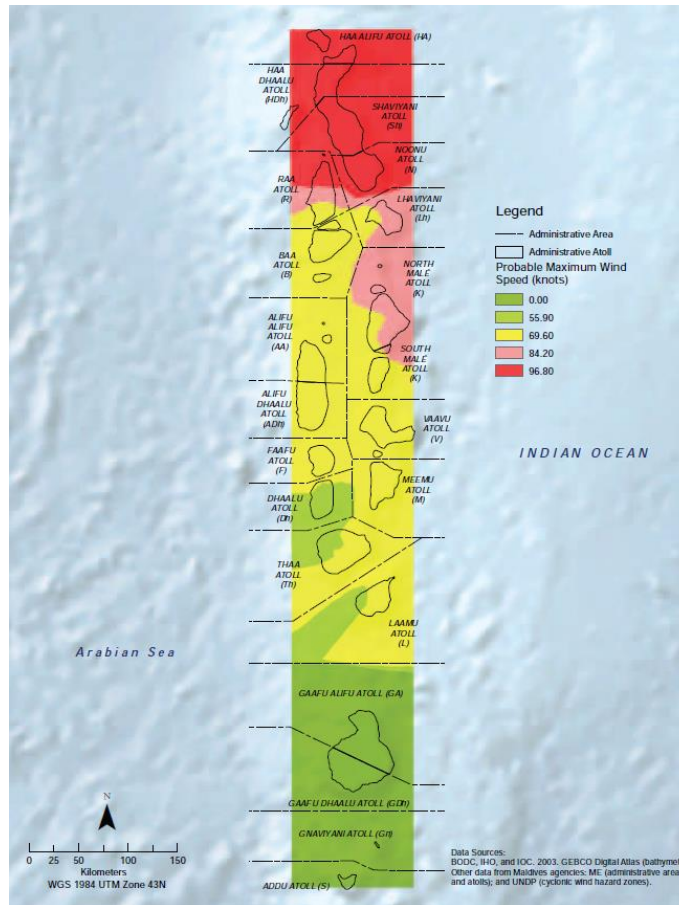 HAA ALIFU ATOLL (HA)
HAA
DHAALU
ATOLL
(HDh)
SHAVIYANI
ATOLL
(Sh)
NOONU
ATOLL
(N)
RAA
ATOLL
(R)
LHAVIYANI
ATOLL
(Lh)
BAA
ATOLL
(B)
NORTH
MALE
ATOLL
(K)
ALIFU
ALIFU
ATOLL
(AA)
SOUTH
MALE
ATOLL
(K)
ALIFU
DHAALU
ATOLL
(ADh)
VAAVU
ATOLL
(V)
FAAFU
ATOLL
(F)
MEEMU
ATOLL
(M)
DHAALU
ATOLL
(Dh)
THAA
ATOLL
(Th)
LAAMU
ATOLL
(L)
GAAFU ALIFU ATOLL (GA)
GAAFU DHAALU ATOLL (GDh)
GNAVIYANI ATOLL (Gn)
ADDU ATOLL (S)
Legend
Administrative Area
Administrative Atoll
Probable Maximum Wind
Speed (knots)
0.00
55.90
69.60
84.20
96.80
INDIAN OCEAN
Arabian Sea
N
0 25 50 100 150
Kilometers
WGS 1984 UTM Zone 43N
Data Sources:
BODC, IHO, and IOC. 2003. GEBCO Digital Atlas (bathyme
Other data from Maldives agencies: ME (administrative area
and atolls); and UNDP (cyclonic wind hazard zones).